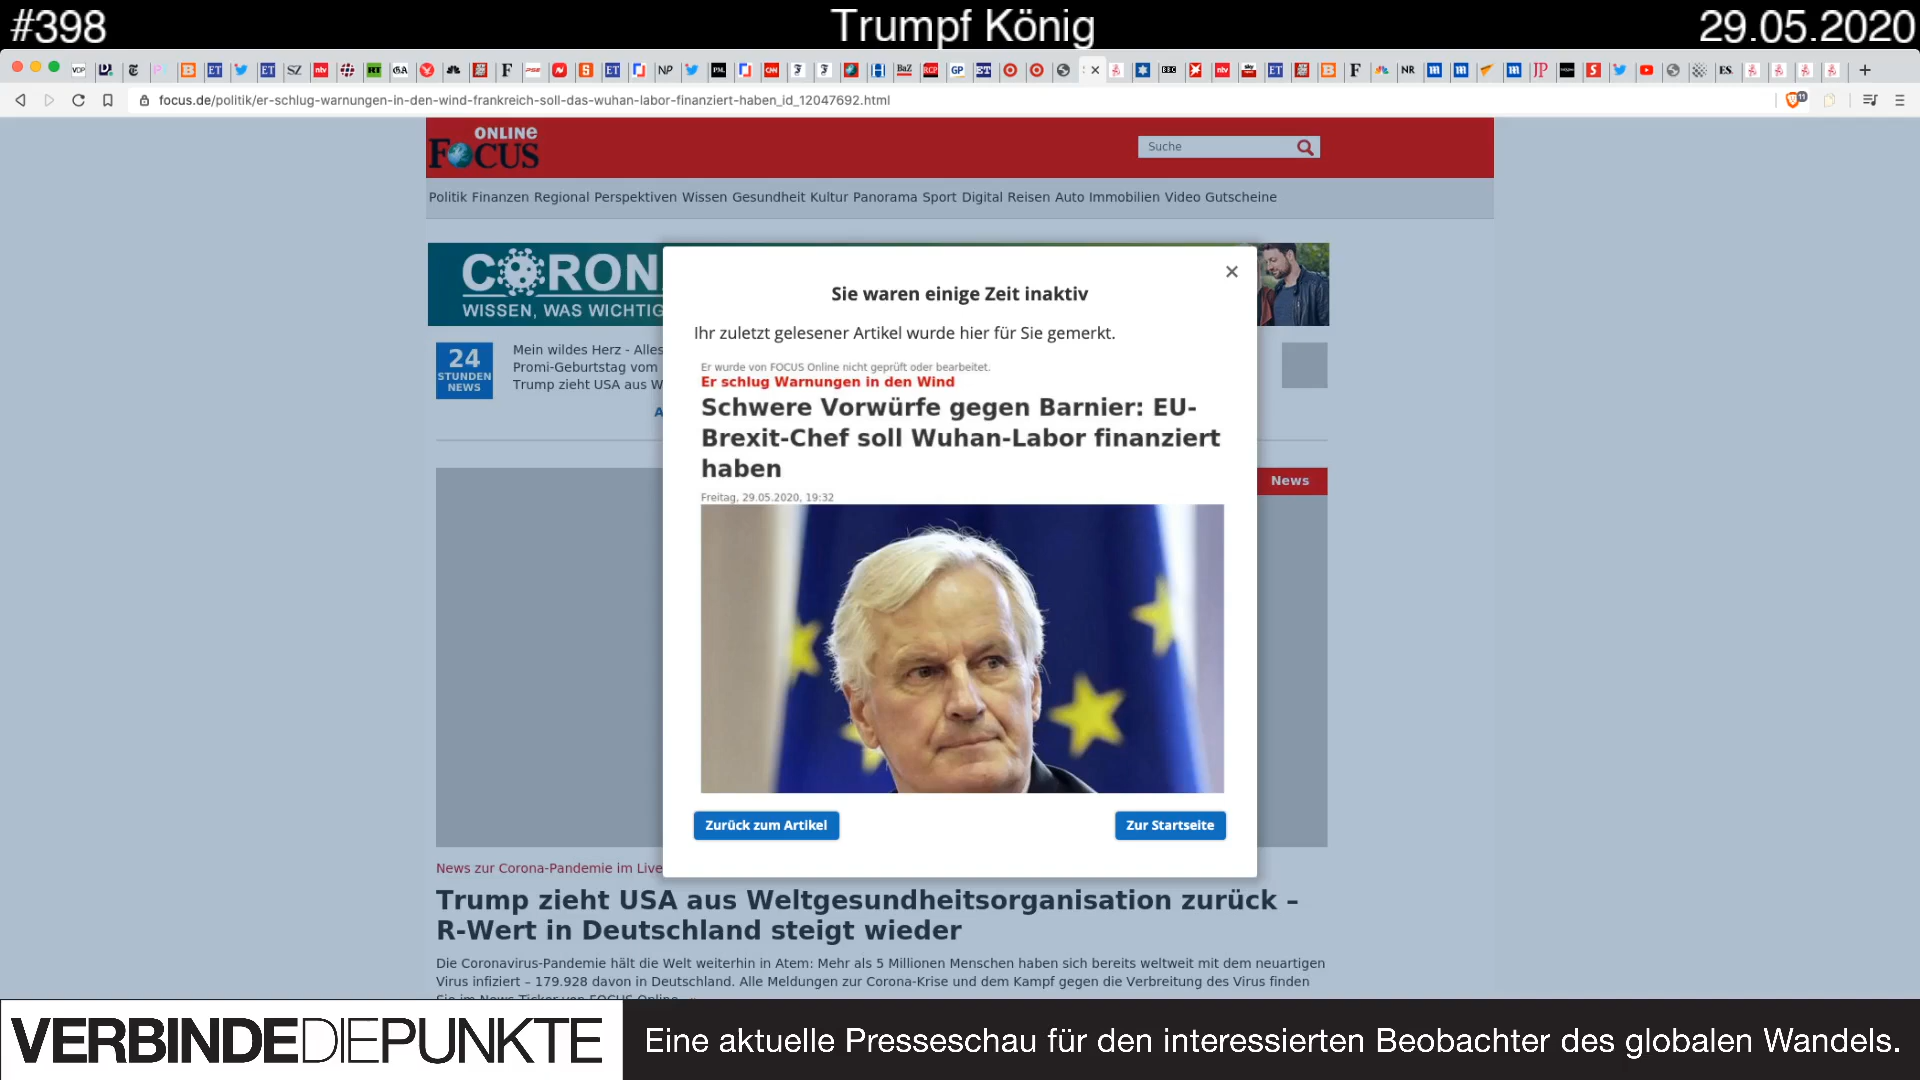 #398
Trumpf König
29.05.2020
focus.de/politik/er-schlug-warnungen-in-den-wind-frankreich-soll-das-wuhan-labor-finanziert-haben_id_12047692.html
ONLINE
FOCUS
Suche
Politik Finanzen Regional Perspektiven Wissen Gesundheit Kultur Panorama Sport Digital Reisen Auto Immobilien Video Gutscheine
CORON
WISSEN, WAS WICHTIG
24
STUNDEN
NEWS
Mein wildes Herz - Alles
Promi-Geburtstag vom
Trump zieht USA aus W
Sie waren einige Zeit inaktiv
Ihr zuletzt gelesener Artikel wurde hier für Sie gemerkt.
Er wurde von FOCUS Online nicht geprüft oder bearbeitet.
Er schlug Warnungen in den Wind
Schwere Vorwürfe gegen Barnier: EU-
Brexit-Chef soll Wuhan-Labor finanziert
haben
Freitag, 29.05.2020, 19:32
Zurück zum Artikel
Zur Startseite
News
News zur Corona-Pandemie im Live
Trump zieht USA aus Weltgesundheitsorganisation zurück –
R-Wert in Deutschland steigt wieder
Die Coronavirus-Pandemie hält die Welt weiterhin in Atem: Mehr als 5 Millionen Menschen haben sich bereits weltweit mit dem neuartigen
Virus infiziert – 179.928 davon in Deutschland. Alle Meldungen zur Corona-Krise und dem Kampf gegen die Verbreitung des Virus finden
VERBINDEDIEPUNKTE
Eine aktuelle Presseschau für den interessierten Beobachter des globalen Wandels.